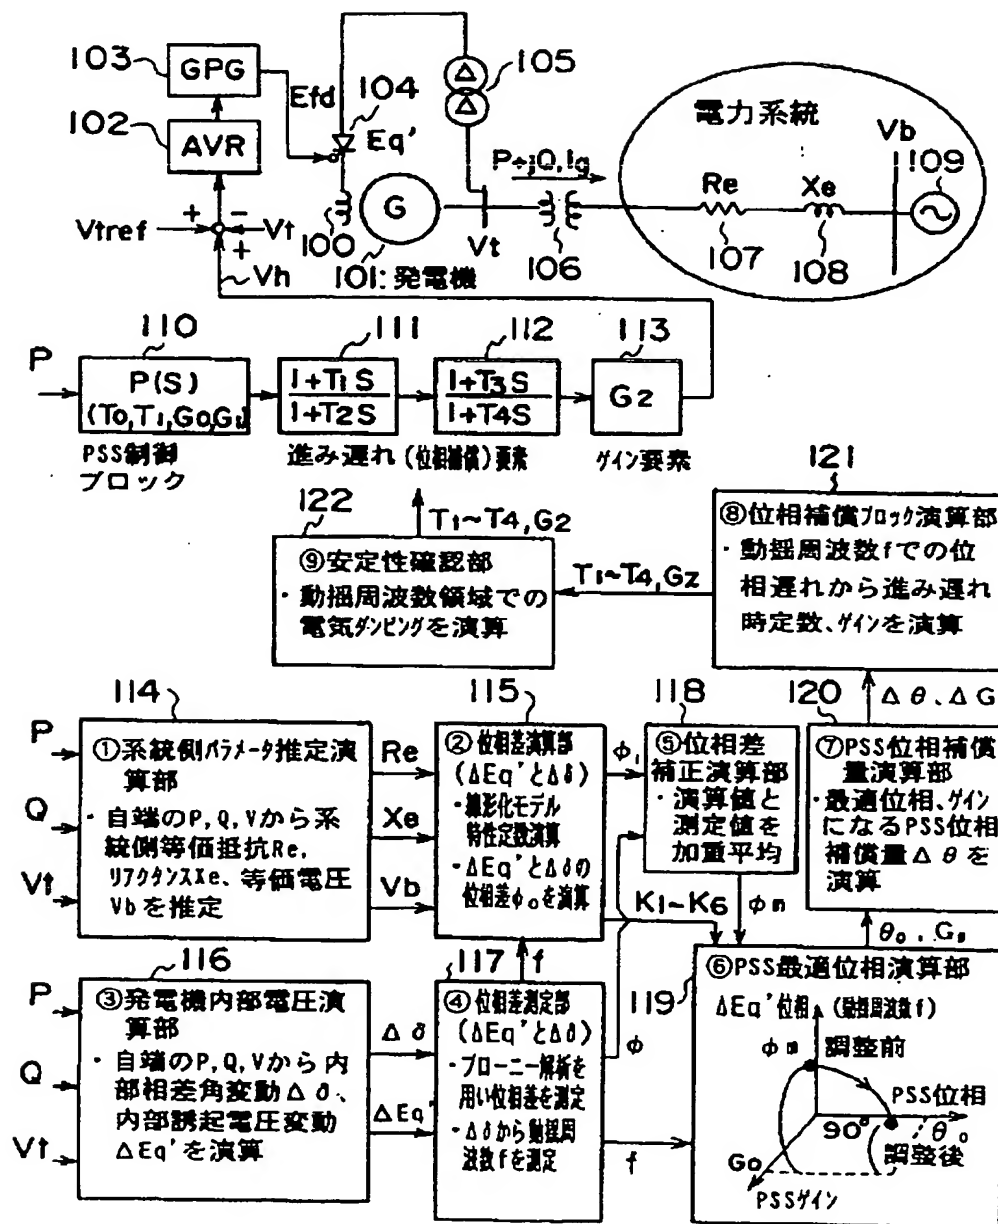 103
GPG
Efd
104
105
102
AVR
Eq'
電力系統
Vb
109
P+jQ, Ig
Re
Xe
Vtref
+
−
Vt
+
Vh
100
G
101:発電機
Vt
106
107
108
110
111
112
113
P
P(S)
(T0,T1,G0,G1)
1+T1S
1+T2S
1+T3S
1+T4S
G2
PSS制御
ブロック
進み遅れ(位相補償)要素
ゲイン要素
121
122
T1~T4,G2
⑨安定性確認部
・動揺周波数領域での
電気ダンピングを演算
T1~T4,G2
⑧位相補償ブロック演算部
・動揺周波数fでの位
相遅れから進み遅れ
時定数、ゲインを演算
114
115
118
120
Δθ、ΔG
P
Q
Vt
①系統側パラメータ推定演
算部
・自端のP,Q,Vから系
統側等価抵抗Re,
リアクタンスXe、等価電圧
Vbを推定
Re
Xe
Vb
②位相差演算部
(ΔEq'とΔδ)
・線形化モデル
特性定数演算
・ΔEq'とΔδの
位相差φ0を演算
φ1
⑤位相差
補正演算部
・演算値と
測定値を
加重平均
K1~K6
φm
⑦PSS位相補償
量演算部
・最適位相、ゲイン
になるPSS位相
補償量Δθを
演算
θ0、G0
116
117
f
119
P
Q
Vt
③発電機内部電圧演
算部
・自端のP,Q,Vから内
部相差角変動Δδ、
内部誘起電圧変動
ΔEq'を演算
Δδ
ΔEq'
④位相差測定部
(ΔEq'とΔδ)
・プローニー解析を
用い位相差を測定
・Δδから動揺周
波数fを測定
φ
f
⑥PSS最適位相演算部
ΔEq'位相(動揺周波数f)
φm
調整前
PSS位相
90°
θ0
調整後
G0
PSSゲイン